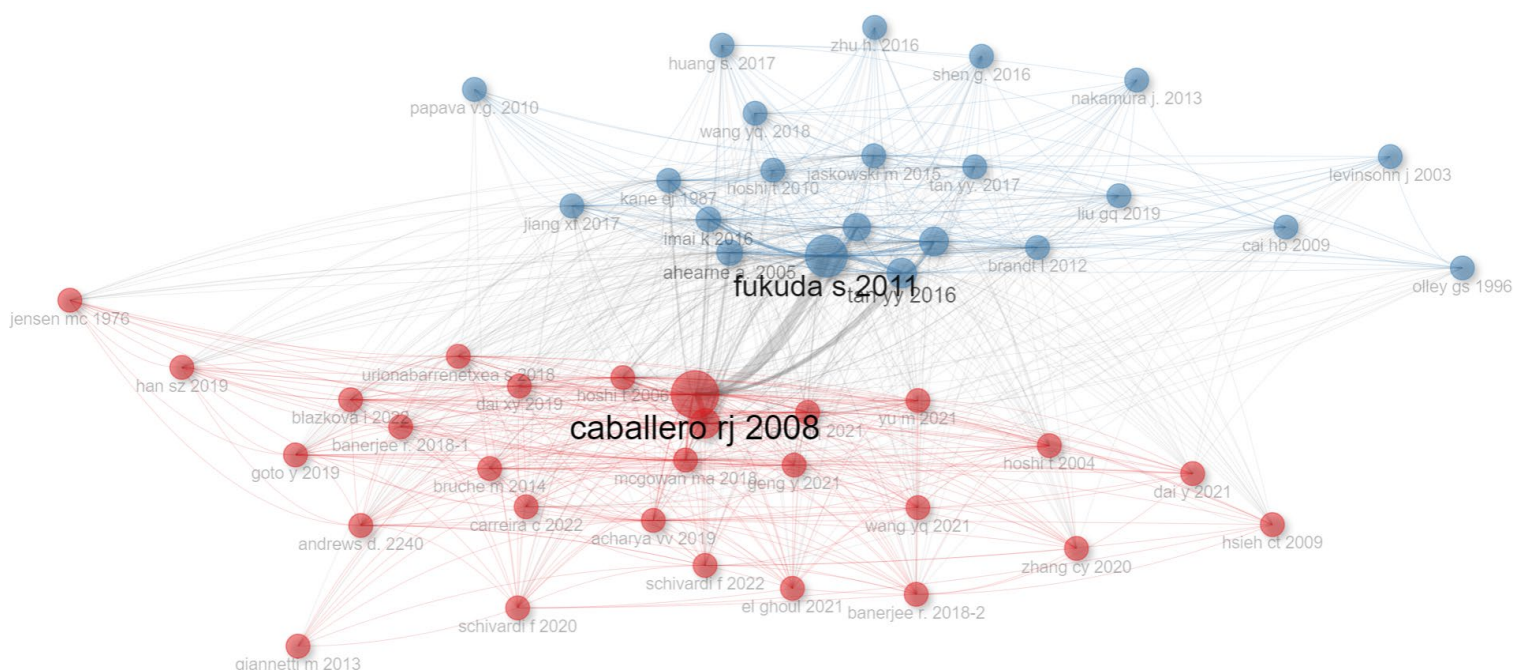 zhu h. 2016
huang s. 2017
shen g. 2016
nakamura j. 2013
papava v.g. 2010
wang yq. 2018
levinsohn j 2003
jaskowski m 2015
hoshi t 2010
tan yy. 2017
kane ej 1987
liu gq 2019
jiang xf 2017
imai k 2016
cai hb 2009
brandt l 2012
ahearne a. 2005
fukuda s 2011
tan yy 2016
olley gs 1996
jensen mc 1976
urionabarrenetxea s 2018
han sz 2019
hoshi t 2006
dai xy 2019
blazkova i 2022
yu m 2021
caballero rj 2008
2021
banerjee r. 2018-1
hoshi t 2004
goto y 2019
mcgowan ma 2018
geng y 2021
bruche m 2014
dai y 2021
carreira c 2022
wang yq 2021
acharya vv 2019
andrews d. 2240
hsieh ct 2009
zhang cy 2020
schivardi f 2022
el ghoul 2021
banerjee r. 2018-2
schivardi f 2020
giannetti m 2013